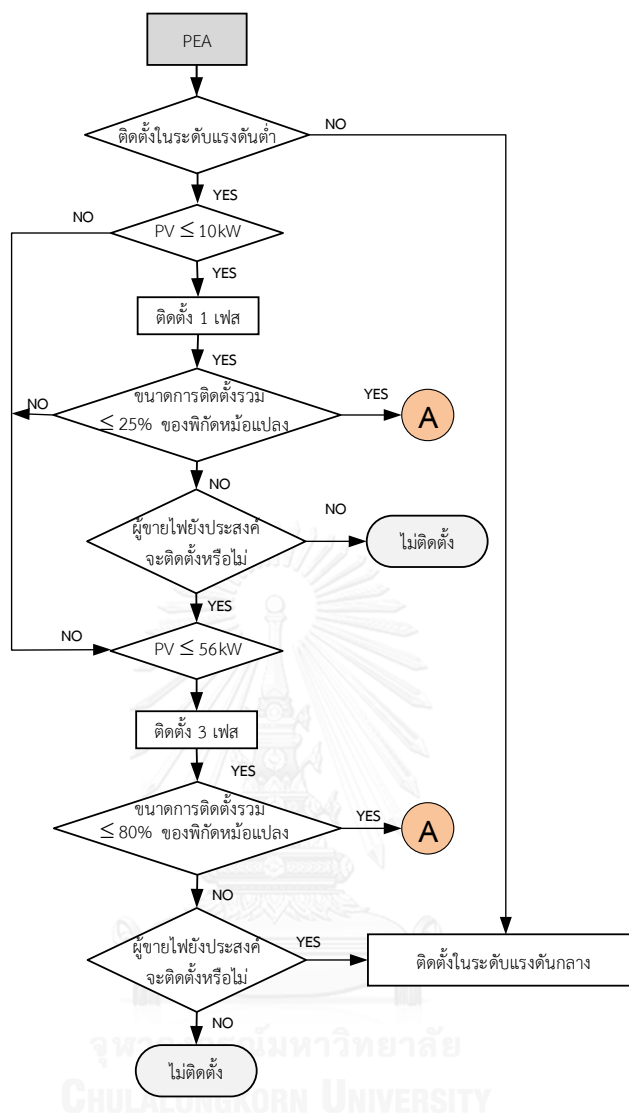 PEA
ติดตั้งในระดับแรงดันต่ำ
NO
YES
NO
PV ≤ 10kW
YES
ติดตั้ง 1 เฟส
YES
ขนาดการติดตั้งรวม
≤ 25% ของพิกัดหม้อแปลง
NO
YES
A
NO
ผู้ขายไฟยังประสงค์
จะติดตั้งหรือไม่
NO
ไม่ติดตั้ง
YES
NO
PV ≤ 56kW
ติดตั้ง 3 เฟส
YES
ขนาดการติดตั้งรวม
≤ 80% ของพิกัดหม้อแปลง
YES
A
NO
ผู้ขายไฟยังประสงค์
จะติดตั้งหรือไม่
YES
ติดตั้งในระดับแรงดันกลาง
NO
ไม่ติดตั้ง
จุฬาลงกรณ์มหาวิทยาลัย
CHULALONGKORN UNIVERSITY